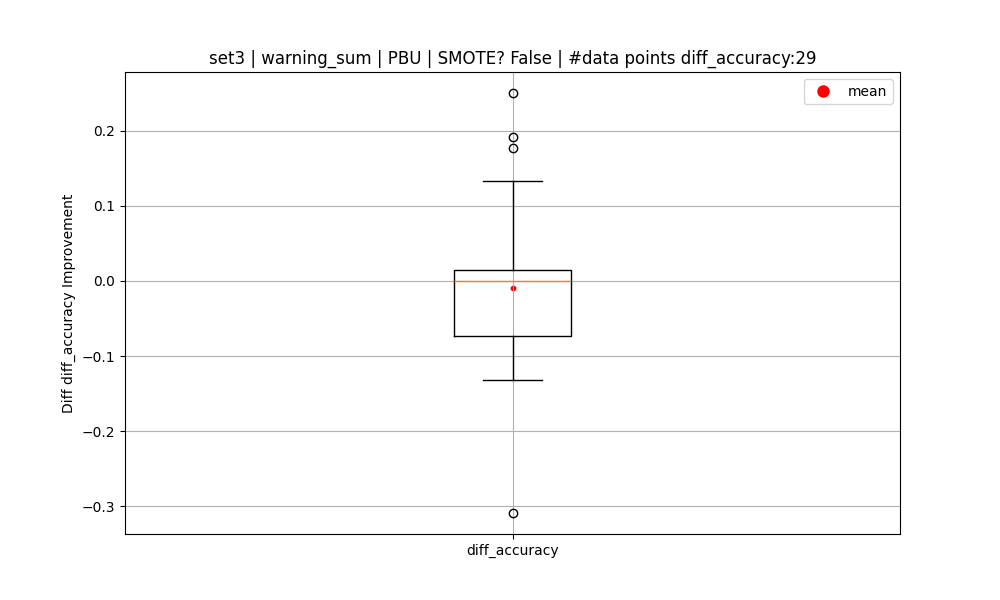 set3 | warning_sum | PBU | SMOTE? False | #data points diff_accuracy:29
mean
Diff diff_accuracy Improvement
0.2
0.1
0.0
−0.1
−0.2
−0.3
diff_accuracy